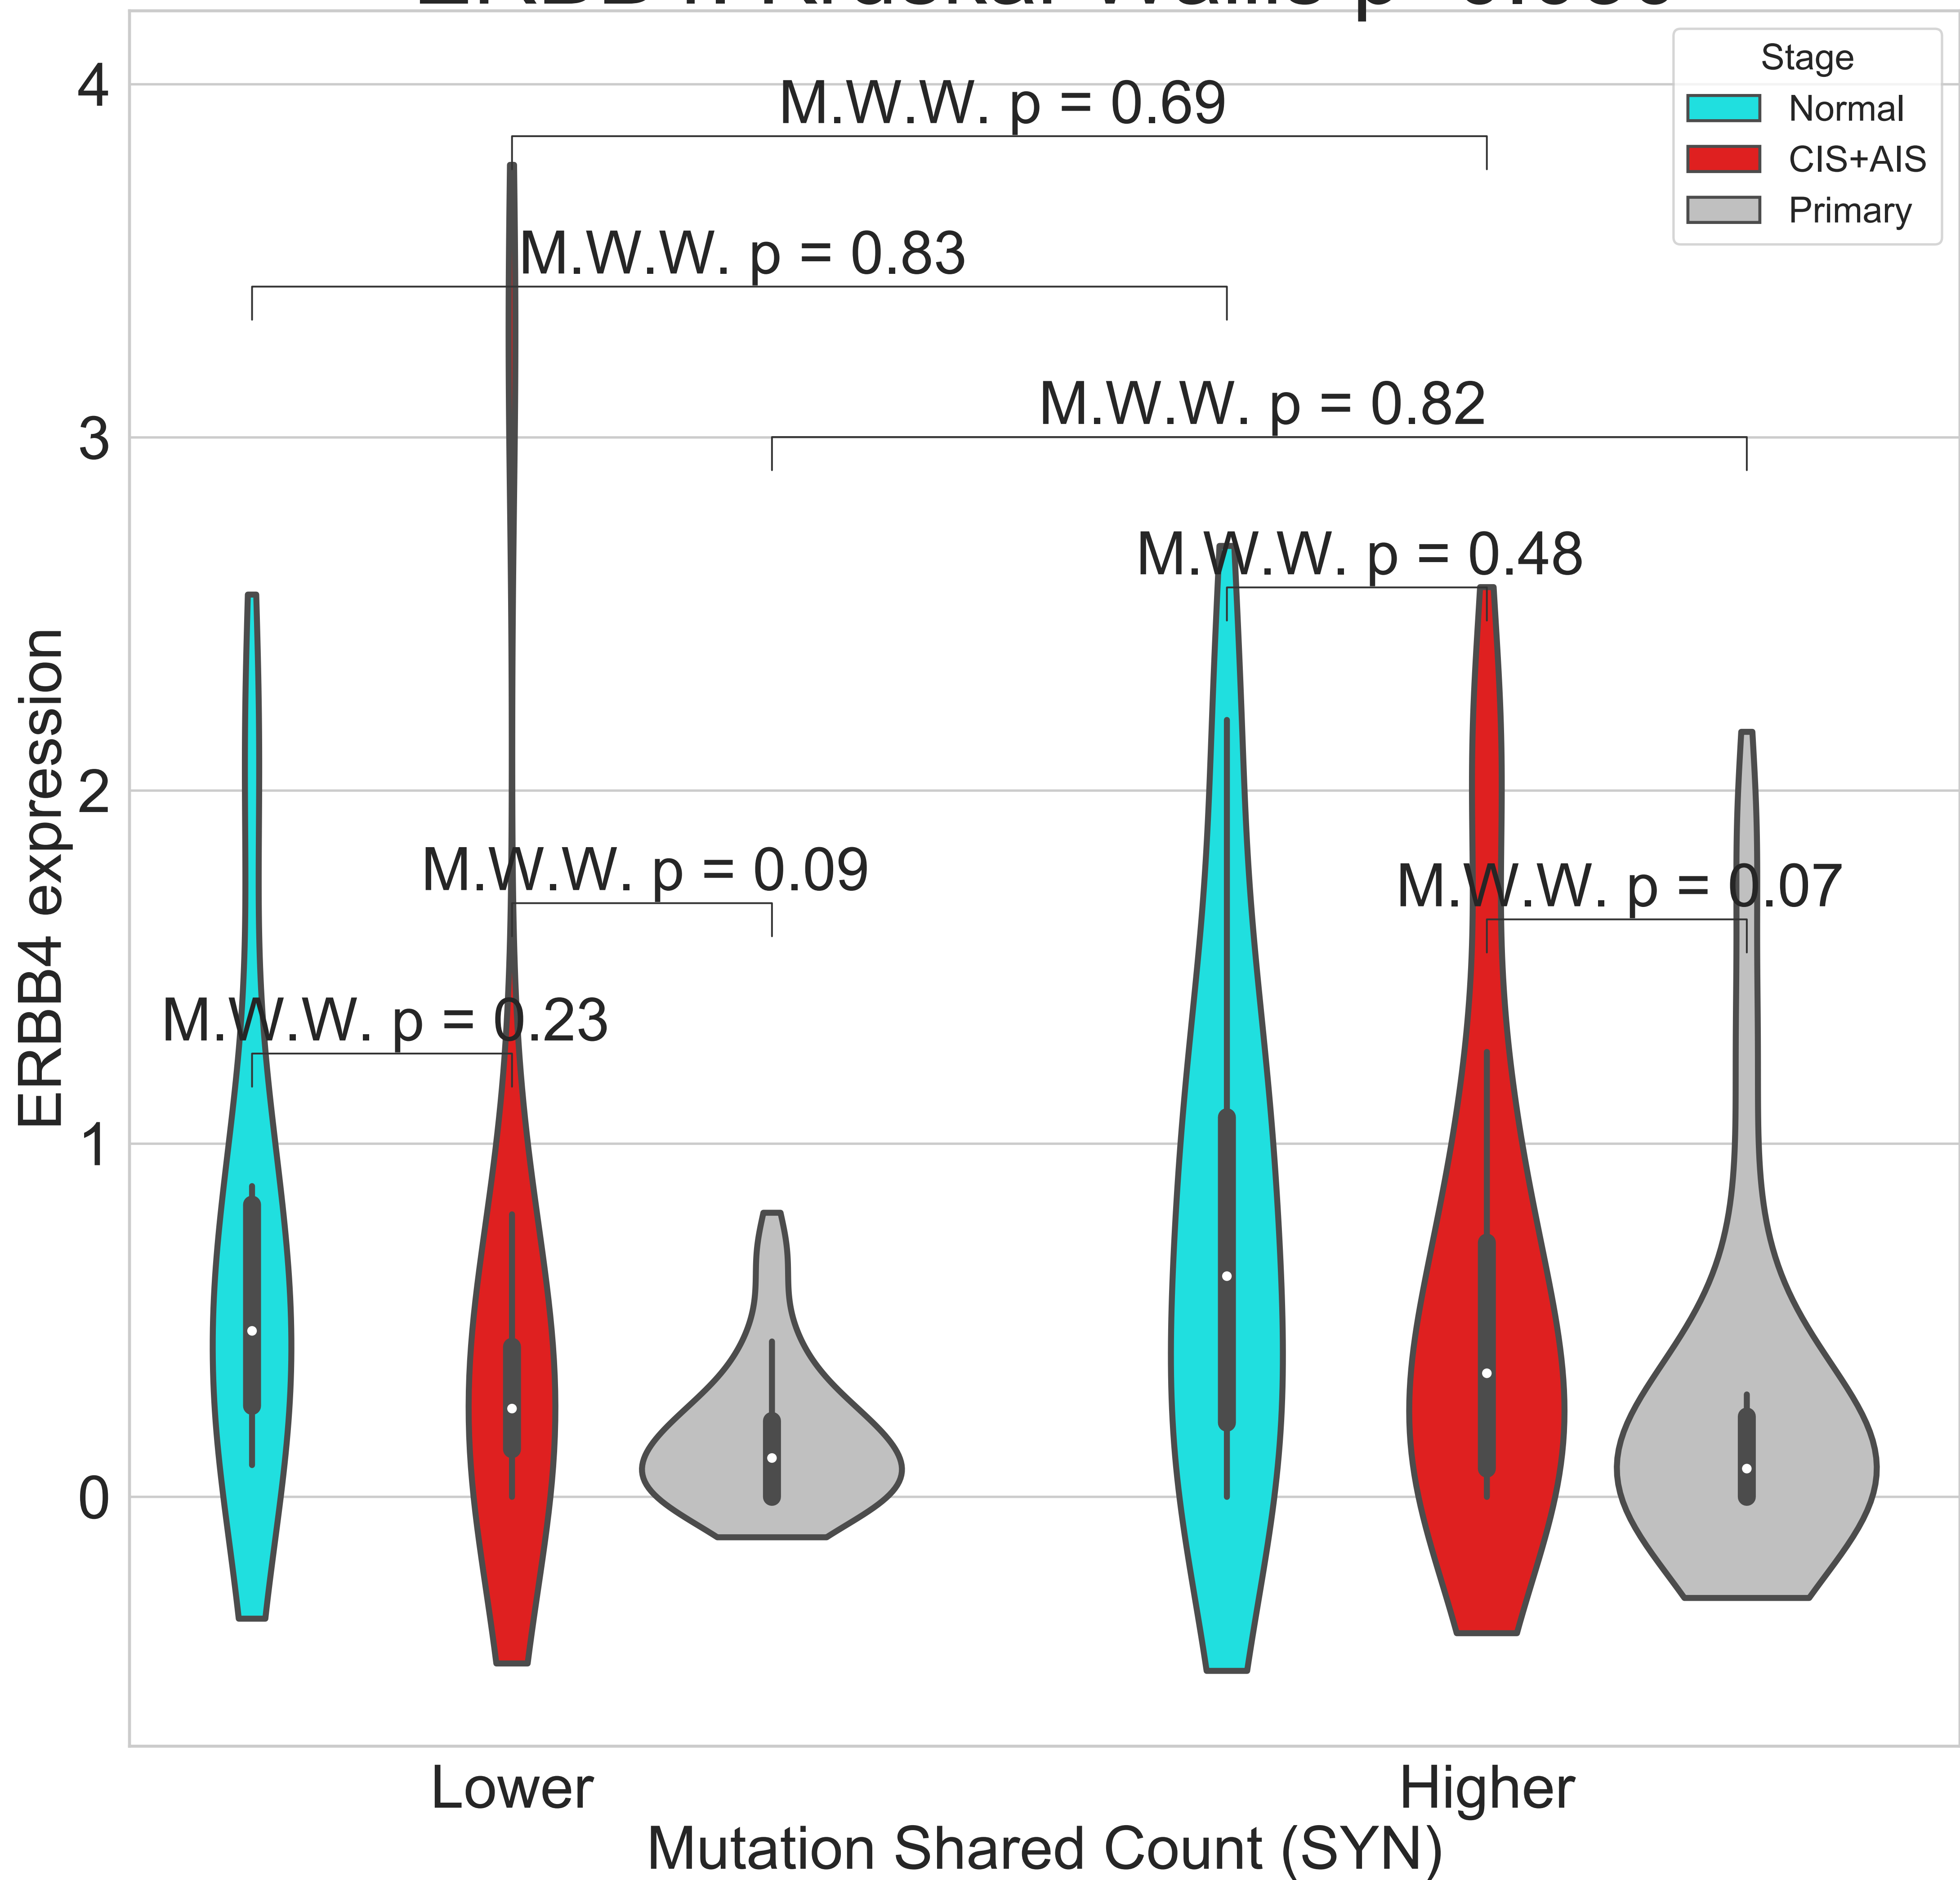 4
3
2
1
0
ERBB4 expression
M.W.W. p = 0.69
M.W.W. p = 0.83
M.W.W. p = 0.82
M.W.W. p = 0.48
M.W.W. p = 0.09
M.W.W. p = 0.07
M.W.W. p = 0.23
Stage
Normal
CIS+AIS
Primary
Lower
Higher
Mutation Shared Count (SYN)